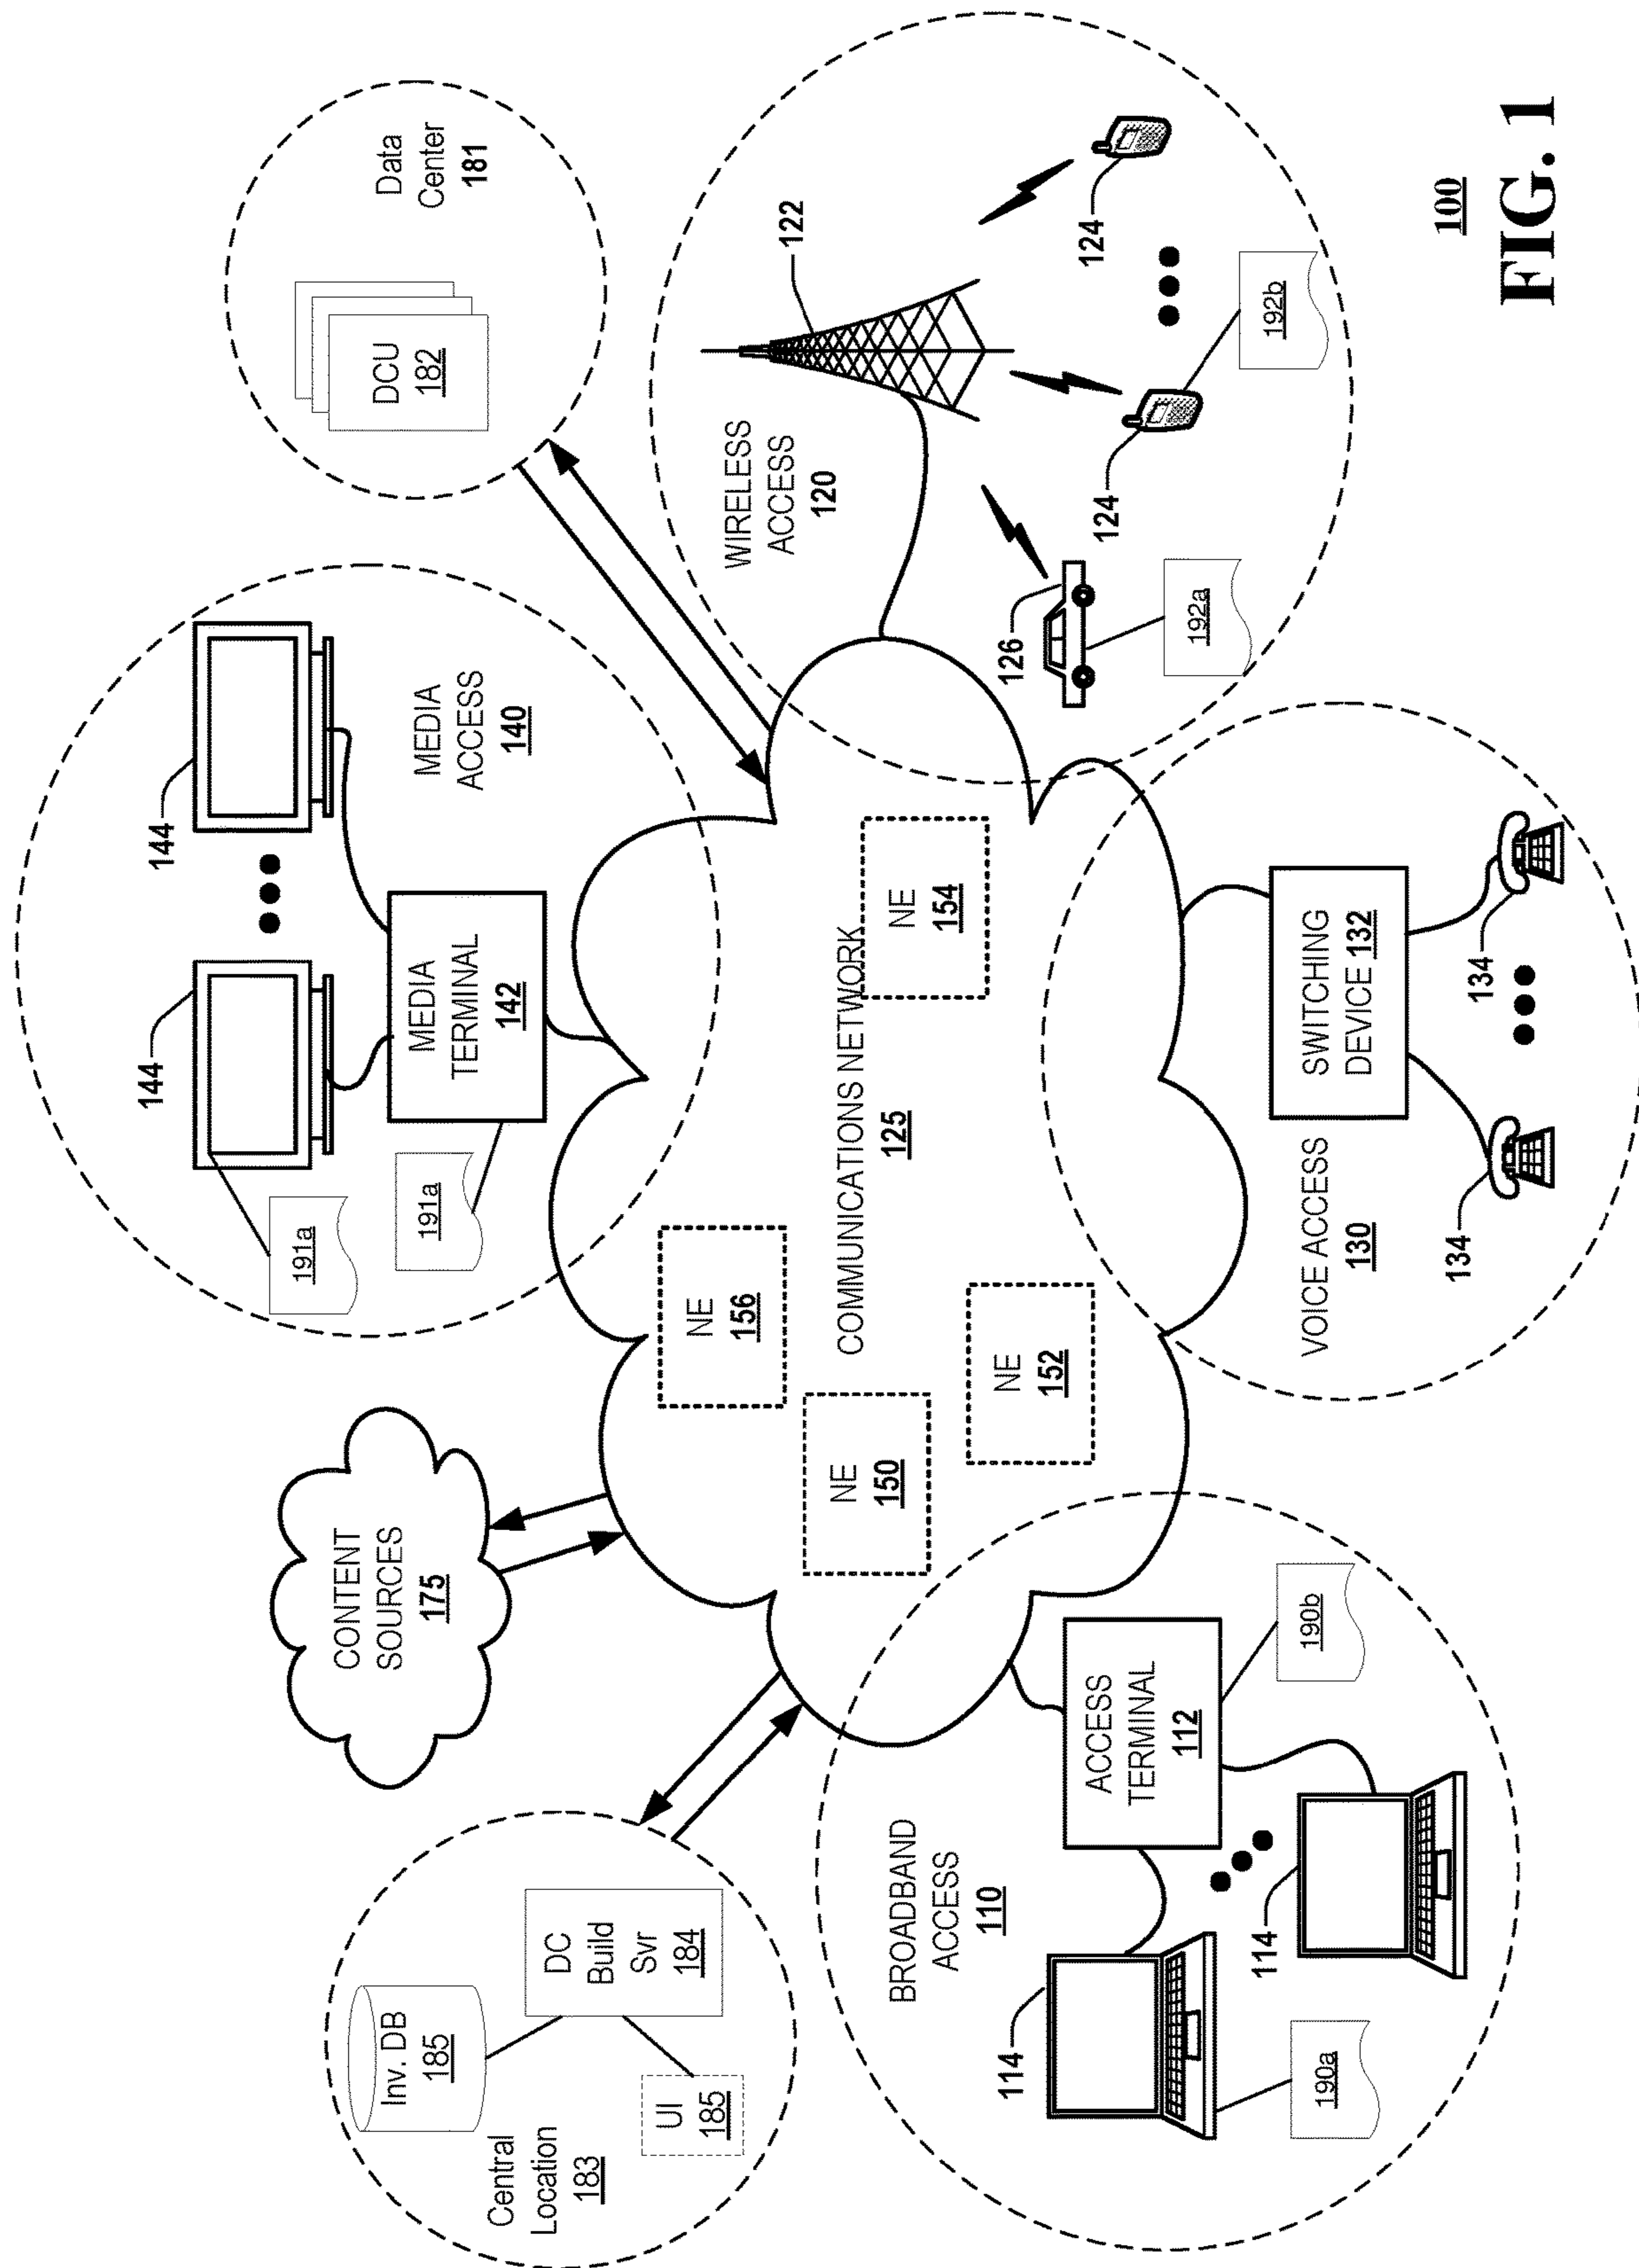 Central
Location
183
Inv. DB
185
UI
185
DC
Build
Svr
184
CONTENT
SOURCES
175
144
144
191a
191a
MEDIA
TERMINAL
142
MEDIA
ACCESS
140
DCU
182
Data
Center
181
NE
156
NE
150
NE
152
NE
154
COMMUNICATIONS NETWORK
125
WIRELESS
ACCESS
120
122
126
124
124
192a
192b
BROADBAND
ACCESS
110
ACCESS
TERMINAL
112
114
114
190a
190b
VOICE ACCESS
130
SWITCHING
DEVICE 132
134
134
100
FIG. 1